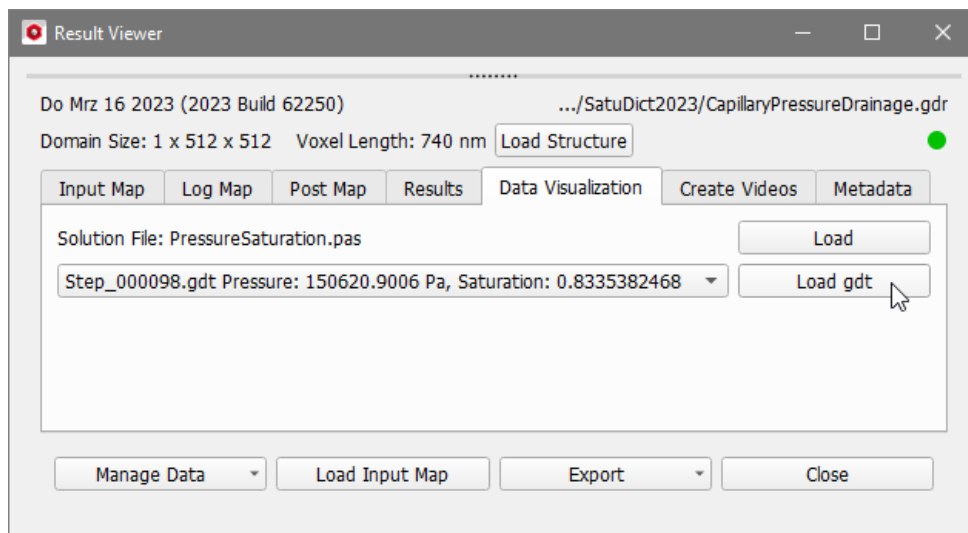 Result Viewer
Do Mrz 16 2023 (2023 Build 62250) .../SatuDict2023/CapillaryPressureDrainage.gdr
Domain Size: 1 x 512 x 512 Voxel Length: 740 nm Load Structure
Input Map Log Map Post Map Results Data Visualization Create Videos Metadata
Solution File: PressureSaturation.pas Load
Step_000098.gdt Pressure: 150620.9006 Pa, Saturation: 0.8335382468 Load gdt
Manage Data Load Input Map Export Close